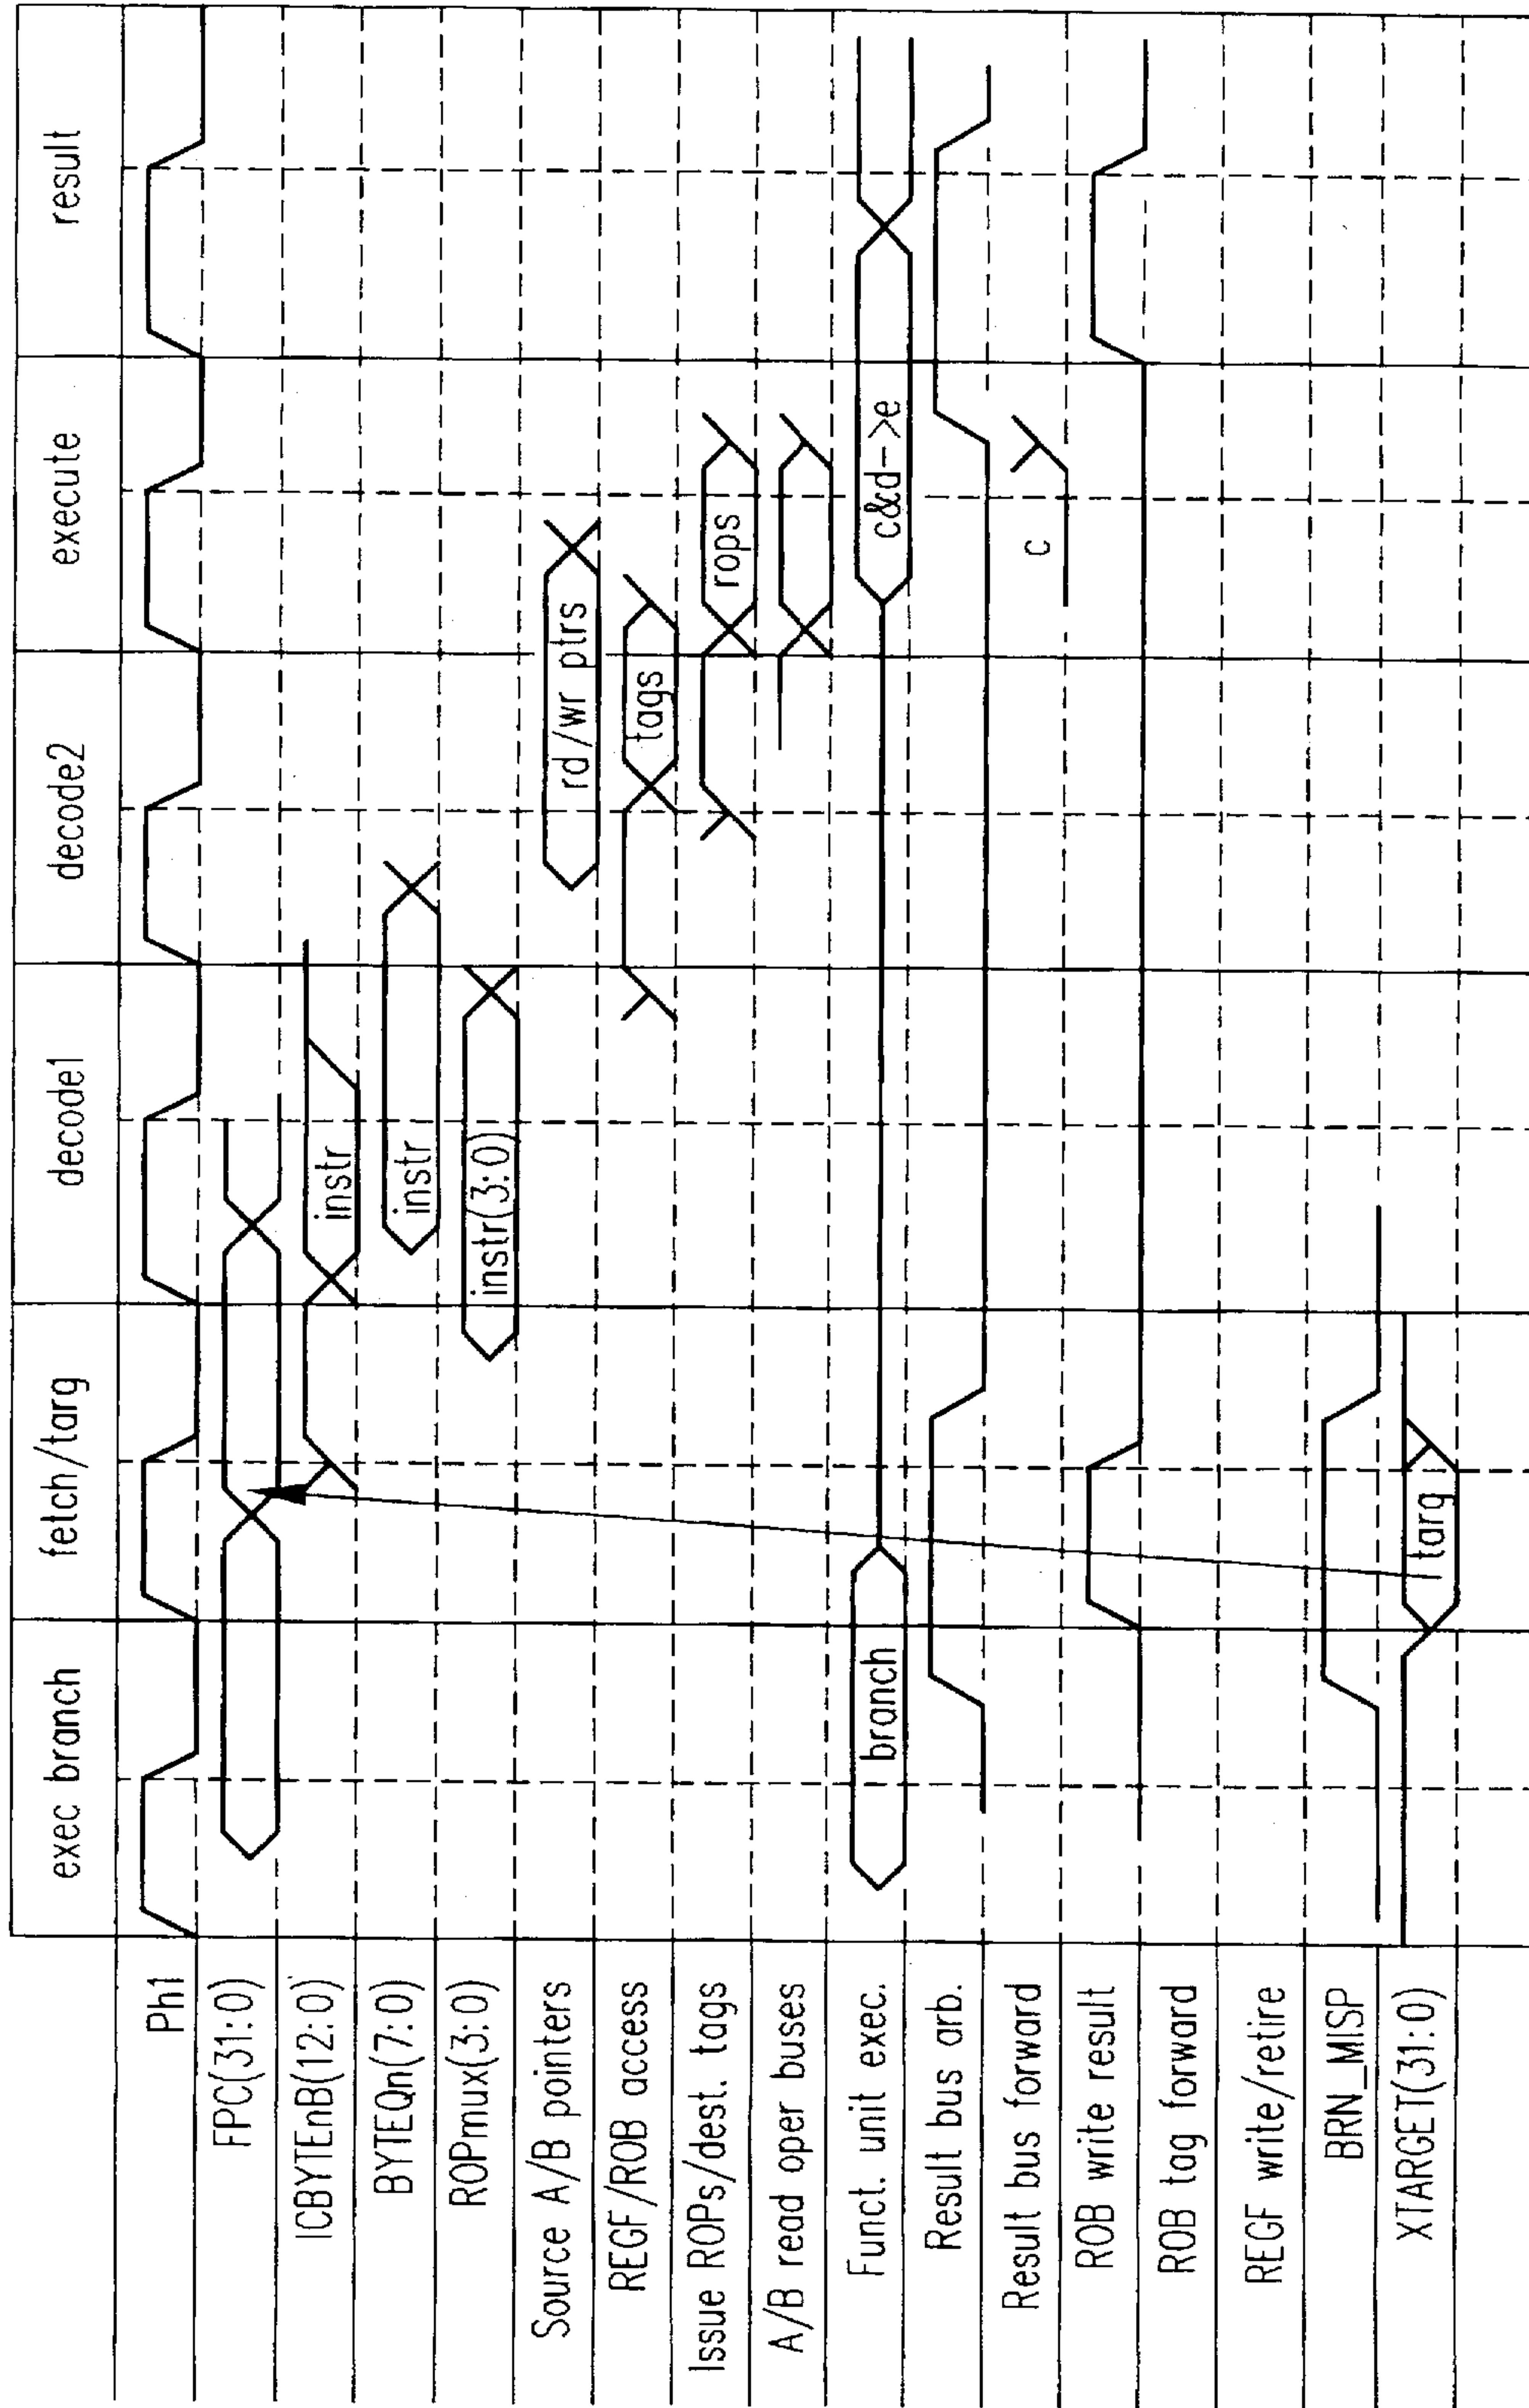 exec branch fetch/targ decode1 decode2 execute result
Ph1
FPC(31:0)
ICBYTEnB(12:0)
instr
BYTEQn(7:0)
instr
ROPmux(3:0)
instr(3:0)
Source A/B pointers
rd/wr ptrs
REGF/ROB access
tags
Issue ROPs/dest. tags
rops
A/B read oper buses
Funct. unit exec.
branch
c&d->e
Result bus arb.
Result bus forward
c
ROB write result
ROB tag forward
REGF write/retire
BRN_MISP
XTARGET(31:0)
targ